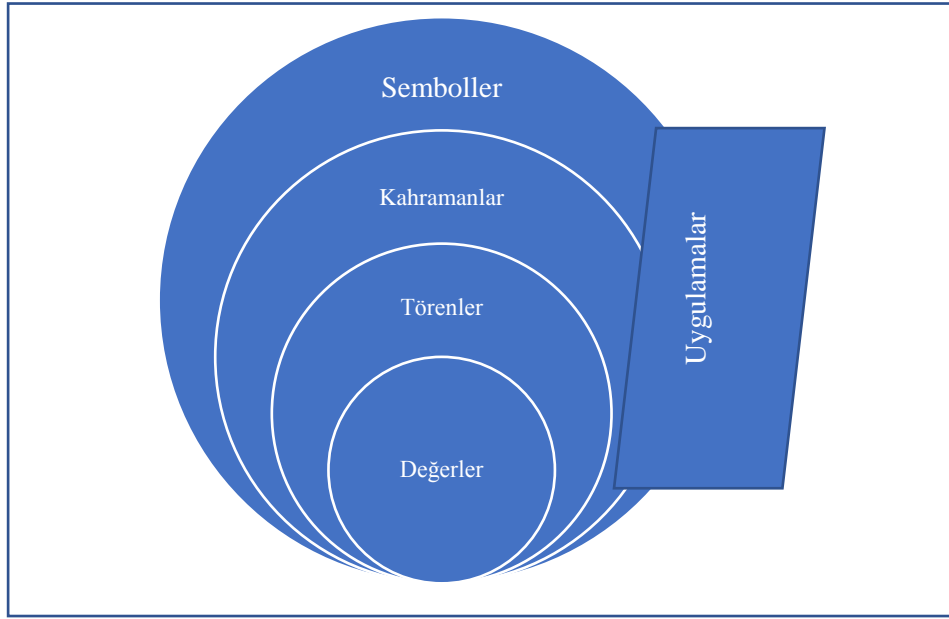 Semboller
Kahramanlar
Törenler
Değerler
Uygulamalar